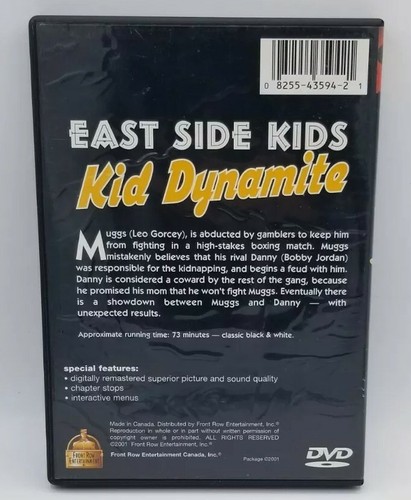 0 8255-43594-2 1
EAST SIDE KIDS
Kid Dynamite
Muggs (Leo Gorcey), is abducted by gamblers to keep him
from fighting in a high-stakes boxing match. Muggs
mistakenly believes that his rival Danny (Bobby Jordan)
was responsible for the kidnapping, and begins a feud with him.
Danny is considered a coward by the rest of the gang, because
he promised his mom that he won't fight Muggs. Eventually there
is a showdown between Muggs and Danny — with
unexpected results.
Approximate running time: 73 minutes — classic black & white.
special features:
• digitally remastered superior picture and sound quality
• chapter stops
• interactive menus
Made in Canada. Distributed by Front Row Entertainment, Inc.®
Reproduction in whole or in part without written permission of
copyright owner is prohibited. ALL RIGHTS RESERVED
©2001 Front Row Entertainment, Inc.®
Front Row Entertainment Canada, Inc.®
Package ©2001
FRONT ROW
ENTERTAINMENT
DVD